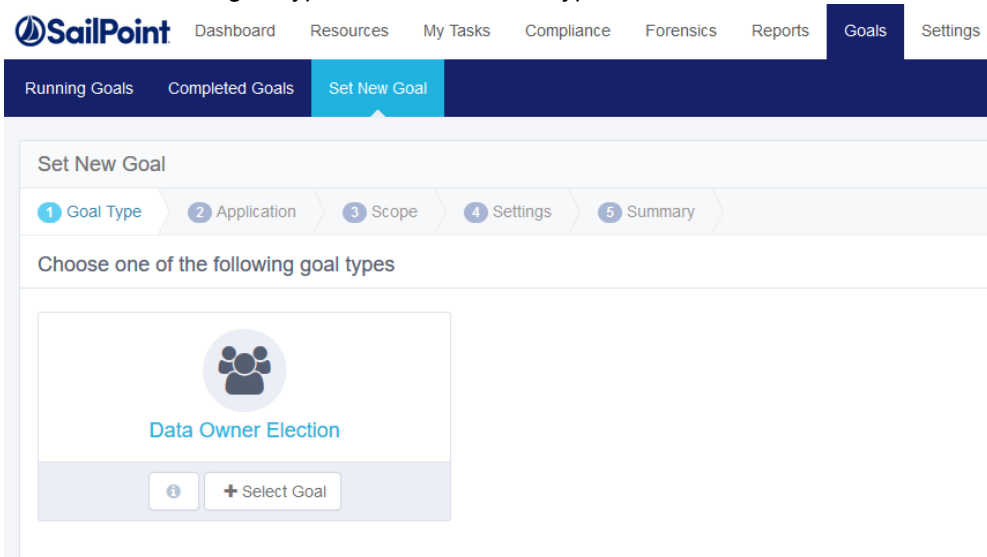 SailPoint Dashboard Resources My Tasks Compliance Forensics Reports Goals Settings
Running Goals Completed Goals Set New Goal
Set New Goal
1 Goal Type 2 Application 3 Scope 4 Settings 5 Summary
Choose one of the following goal types
Data Owner Election
+ Select Goal